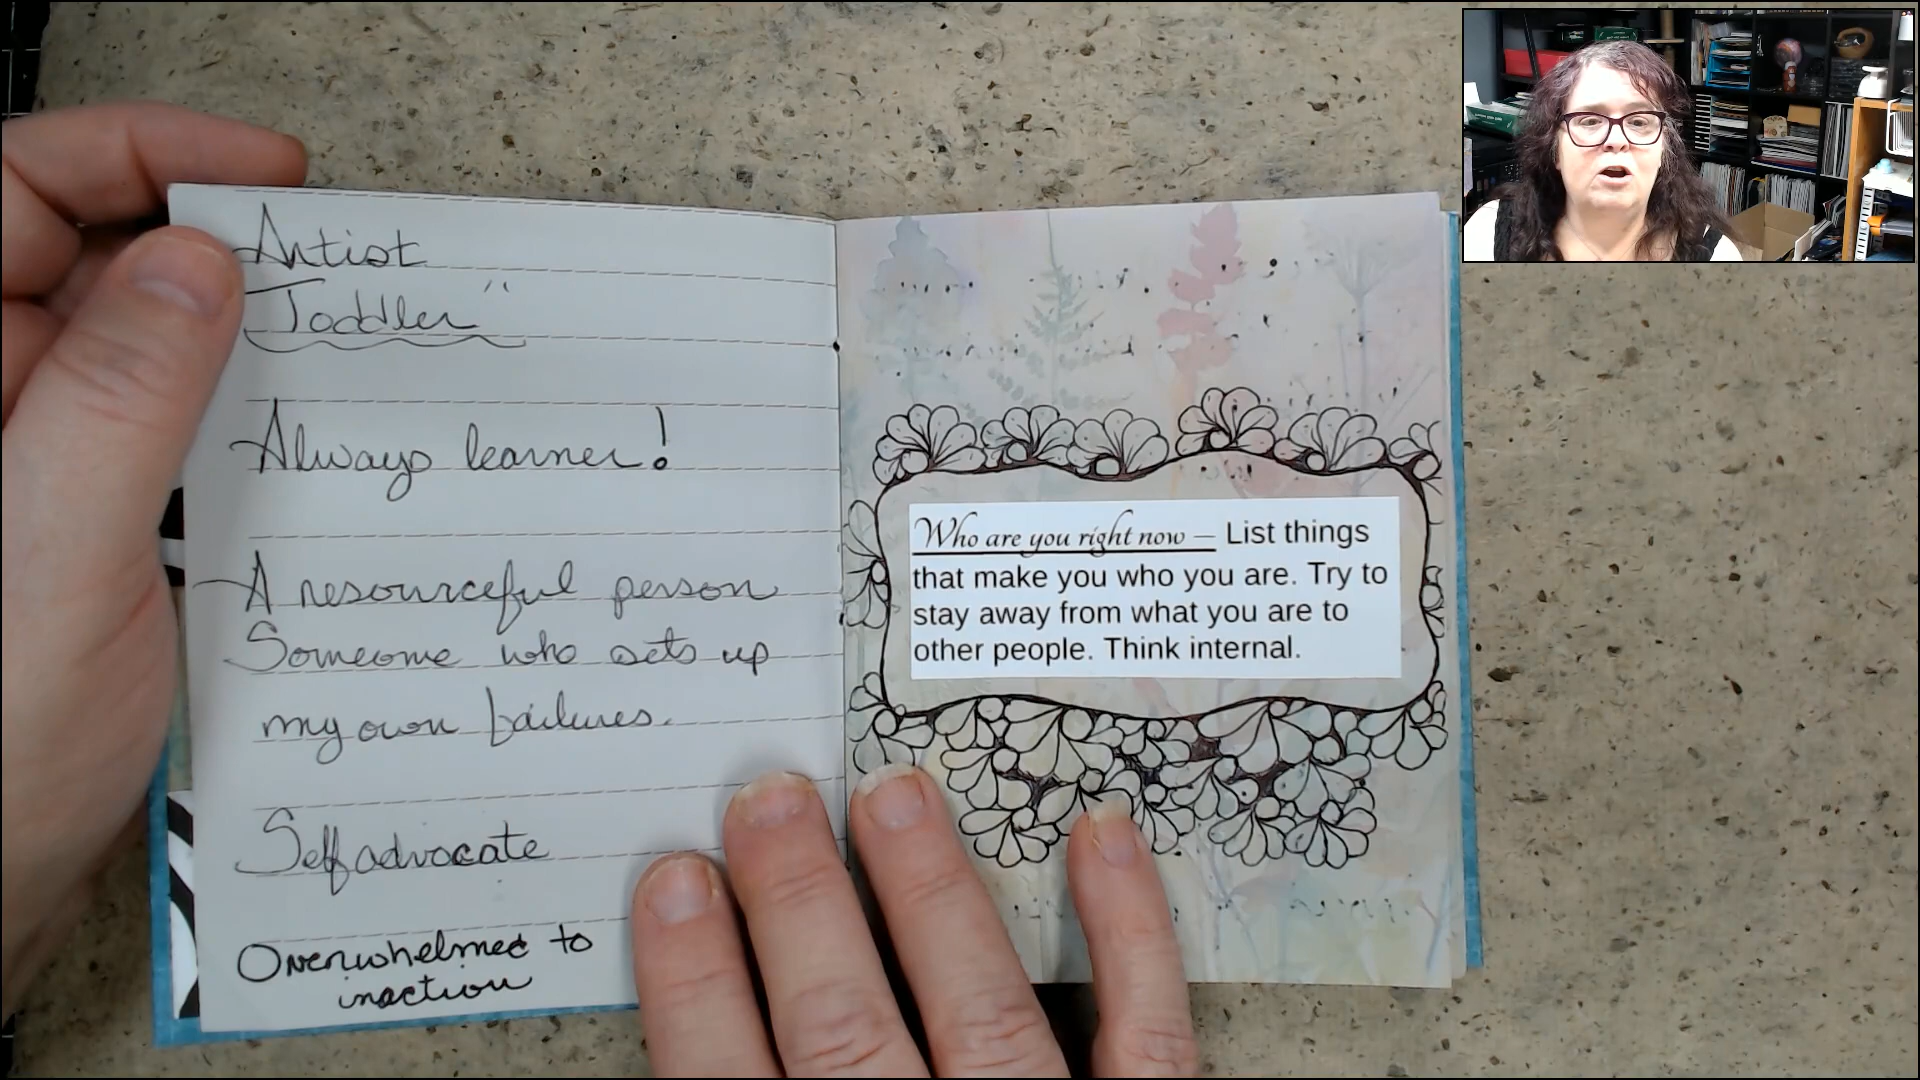 Artist
Toddler"
Always learner!
A resourceful person
Someone who sets up
my own failures.
Self advocate
Overwhelmed to
inaction
Who are you right now — List things
that make you who you are. Try to
stay away from what you are to
other people. Think internal.